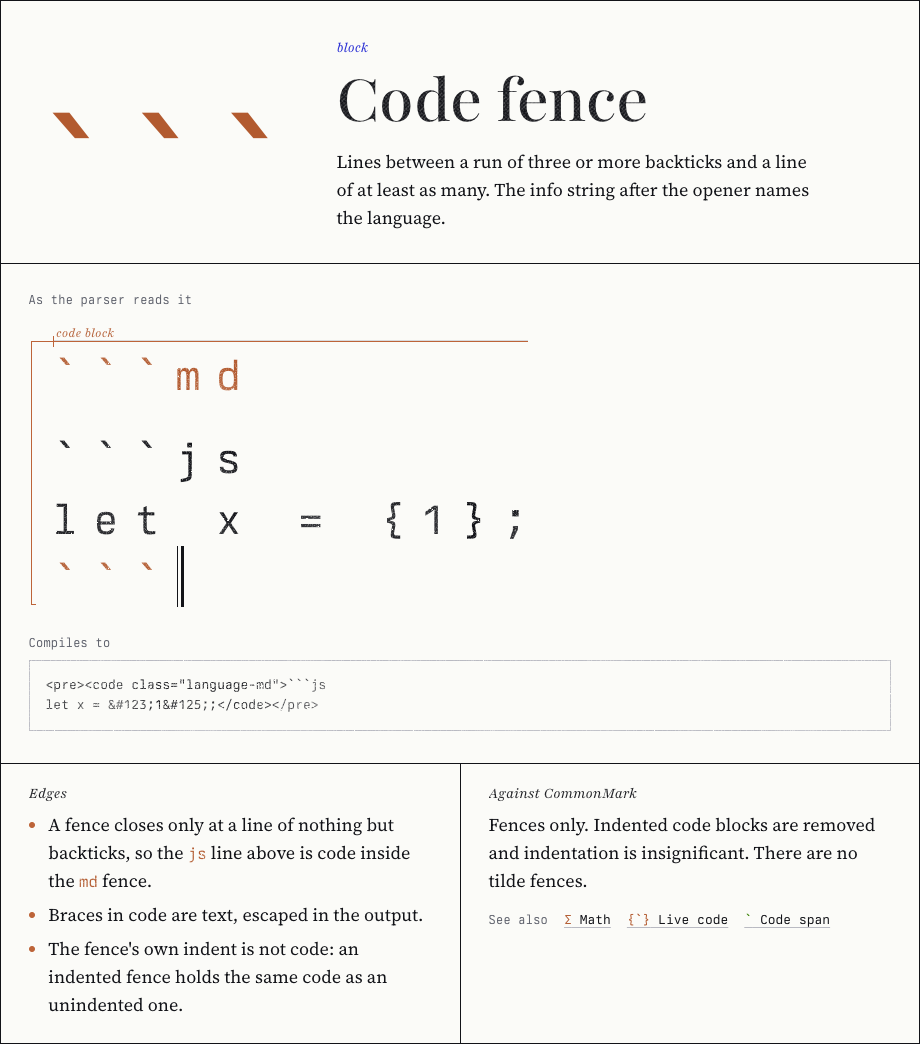 ` ` `
block
Code fence
Lines between a run of three or more backticks and a line
of at least as many. The info string after the opener names
the language.
As the parser reads it
code block
```md
```js
let x = {1};
```
Compiles to
<pre><code class="language-md">```js
let x = &#123;1&#125;;</code></pre>
Edges
• A fence closes only at a line of nothing but
backticks, so the js line above is code inside
the md fence.
• Braces in code are text, escaped in the output.
• The fence's own indent is not code: an
indented fence holds the same code as an
unindented one.
Against CommonMark
Fences only. Indented code blocks are removed
and indentation is insignificant. There are no
tilde fences.
See also Σ Math {`} Live code ` Code span